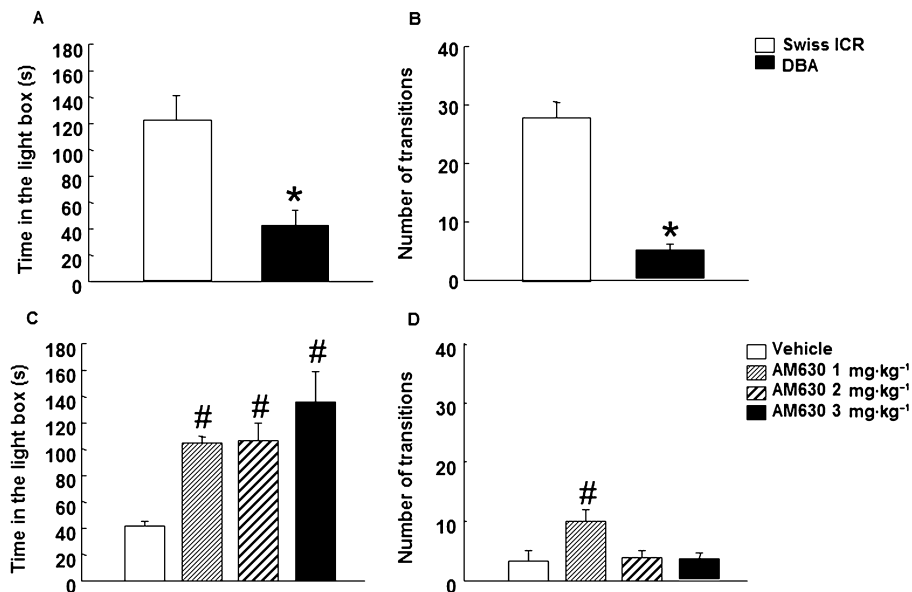 A
Time in the light box (s)
180
160
140
120
100
80
60
40
20
0
*
B
Number of transitions
40
30
20
10
0
*
Swiss ICR
DBA
C
Time in the light box (s)
180
160
140
120
100
80
60
40
20
0
# # #
D
Number of transitions
40
30
20
10
0
#
Vehicle
AM630 1 mg·kg⁻¹
AM630 2 mg·kg⁻¹
AM630 3 mg·kg⁻¹